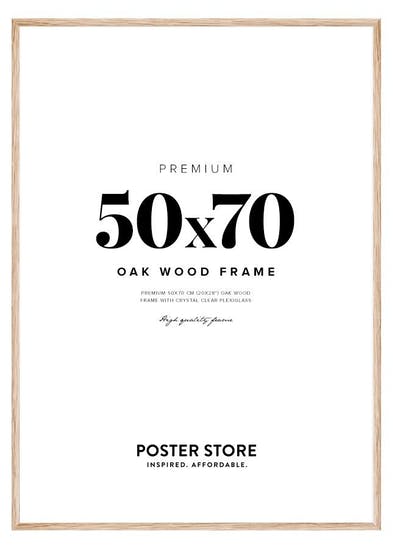 PREMIUM
50x70
OAK WOOD FRAME
PREMIUM 50X70 CM (20X28") OAK WOOD
FRAME WITH CRYSTAL CLEAR PLEXIGLASS
High quality frame
POSTER STORE
INSPIRED. AFFORDABLE.